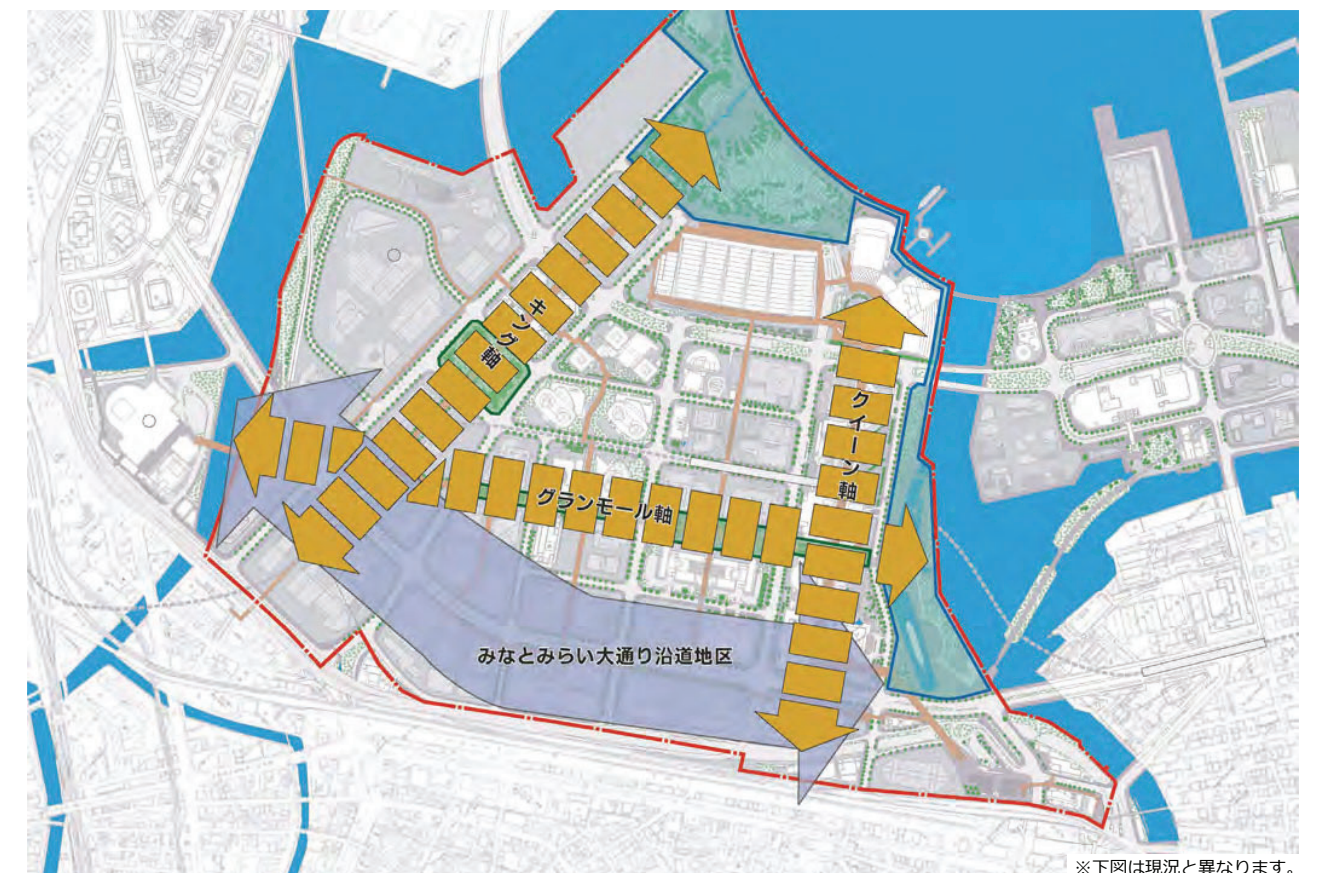 キング軸
クイーン軸
グランモール軸
みなとみらい大通り沿道地区
※下図は現況と異なります。